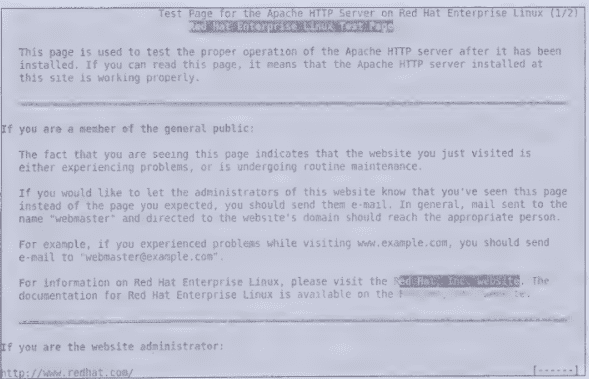 Test Page for the Apache HTTP Server on Red Hat Enterprise Linux (1/2)
Red Hat Enterprise Linux Test Page
This page is used to test the proper operation of the Apache HTTP server after it has been
installed. If you can read this page, it means that the Apache HTTP server installed at
this site is working properly.
If you are a member of the general public:
The fact that you are seeing this page indicates that the website you just visited is
either experiencing problems, or is undergoing routine maintenance.
If you would like to let the administrators of this website know that you've seen this page
instead of the page you expected, you should send them e-mail. In general, mail sent to the
name "webmaster" and directed to the website's domain should reach the appropriate person.
For example, if you experienced problems while visiting www.example.com, you should send
e-mail to "webmaster@example.com".
For information on Red Hat Enterprise Linux, please visit the Red Hat, Inc. website. The
documentation for Red Hat Enterprise Linux is available on the
If you are the website administrator:
http://www.redhat.com/ [------]